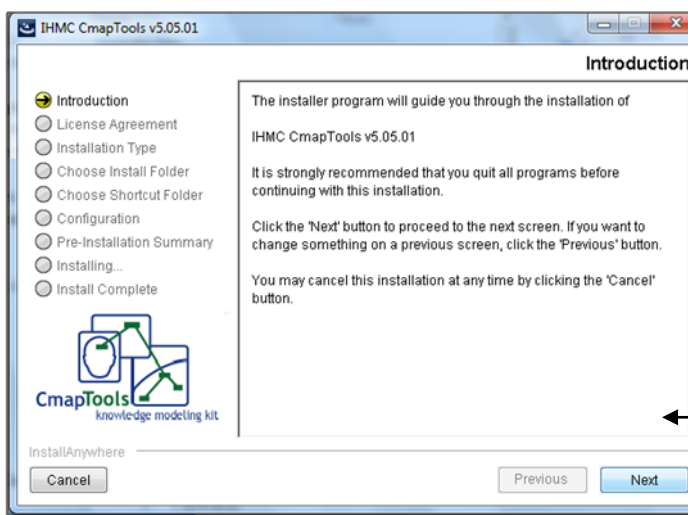 IHMC CmapTools v5.05.01
Introduction
Introduction
License Agreement
Installation Type
Choose Install Folder
Choose Shortcut Folder
Configuration
Pre-Installation Summary
Installing...
Install Complete
The installer program will guide you through the installation of
IHMC CmapTools v5.05.01
It is strongly recommended that you quit all programs before
continuing with this installation.
Click the 'Next' button to proceed to the next screen. If you want to
change something on a previous screen, click the 'Previous' button.
You may cancel this installation at any time by clicking the 'Cancel'
button.
CmapTools
knowledge modeling kit
InstallAnywhere
Cancel
Previous
Next